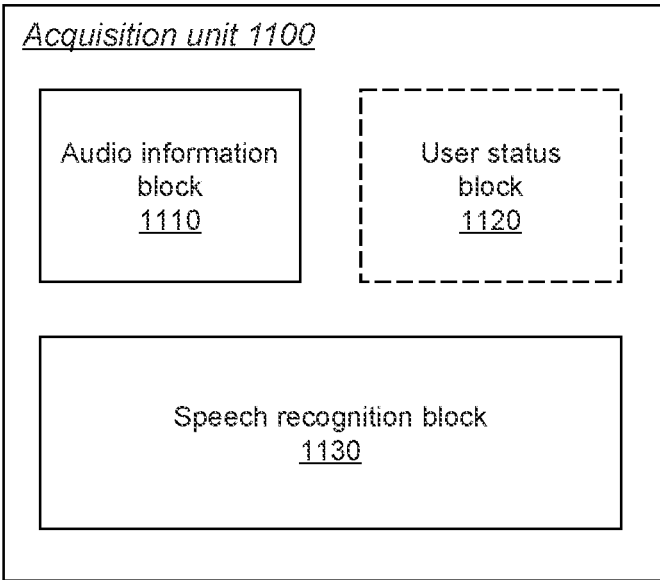 Acquisition unit 1100
Audio information
block
1110
User status
block
1120
Speech recognition block
1130